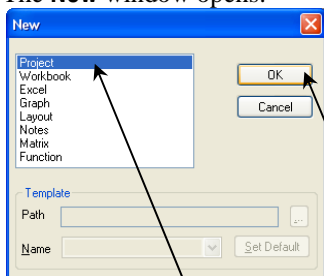 The New window opens.
New
Project
Workbook
Excel
Graph
Layout
Notes
Matrix
Function
OK
Cancel
Template
Path
...
Name
Set Default